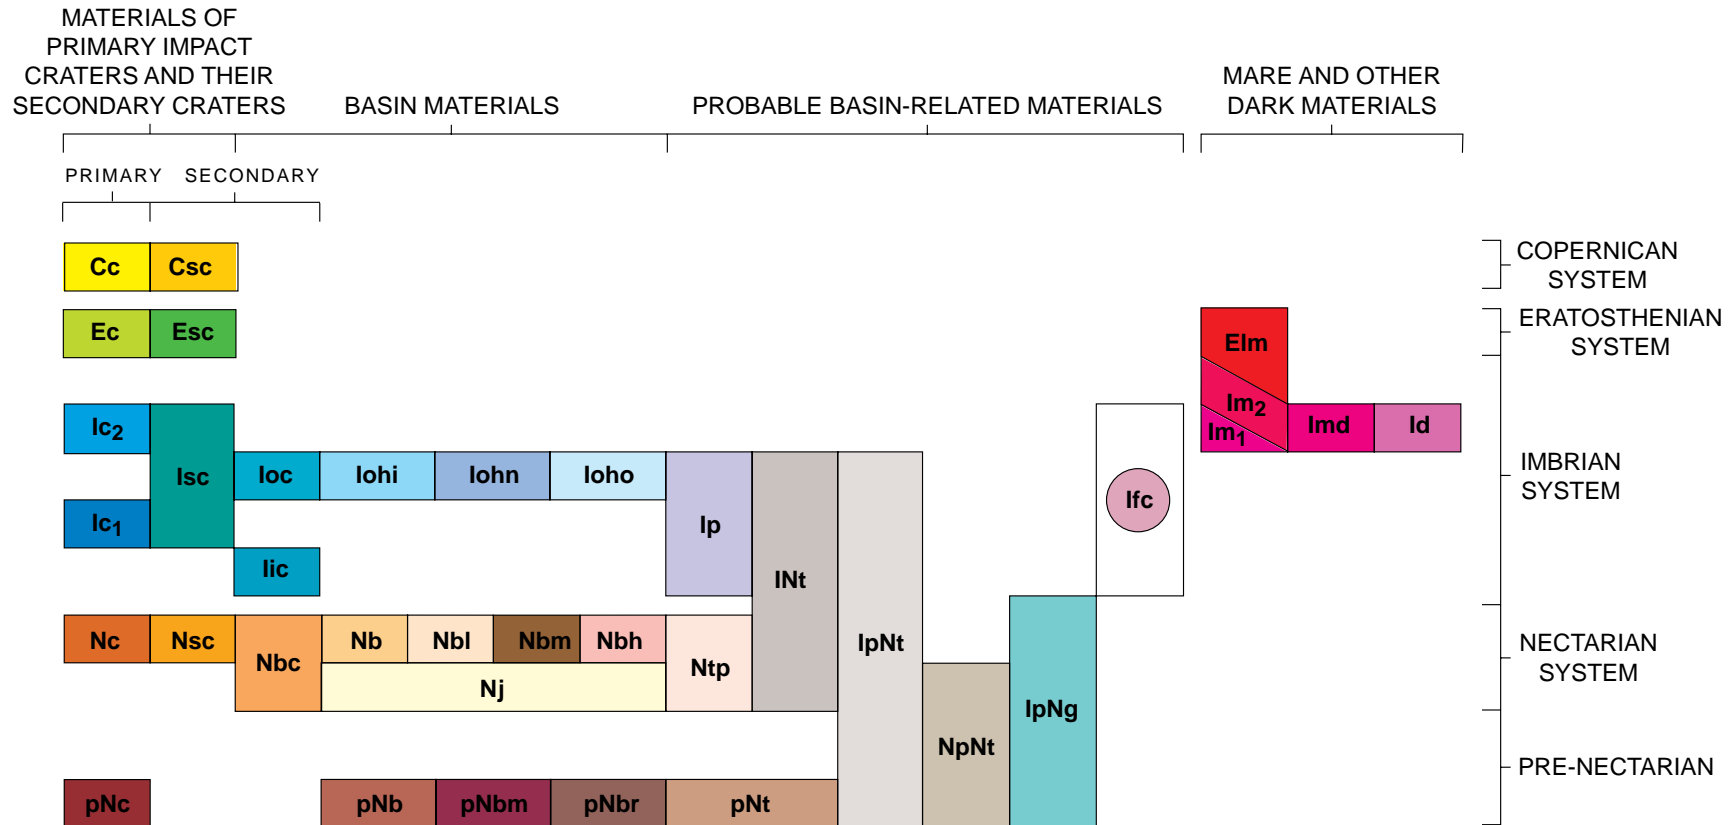 MATERIALS OF
PRIMARY IMPACT
CRATERS AND THEIR
SECONDARY CRATERS
BASIN MATERIALS
PROBABLE BASIN-RELATED MATERIALS
MARE AND OTHER
DARK MATERIALS
PRIMARY
SECONDARY
Cc
Csc
COPERNICAN
SYSTEM
Ec
Esc
EIm
ERATOSTHENIAN
SYSTEM
Ic2
Isc
Ioc
Iohi
Iohn
Ioho
Ip
INt
IpNt
Ifc
Im2
Im1
Imd
Id
IMBRIAN
SYSTEM
Ic1
Iic
Nc
Nsc
Nbc
Nb
Nbl
Nbm
Nbh
Nj
Ntp
NpNt
IpNg
NECTARIAN
SYSTEM
pNc
pNb
pNbm
pNbr
pNt
PRE-NECTARIAN